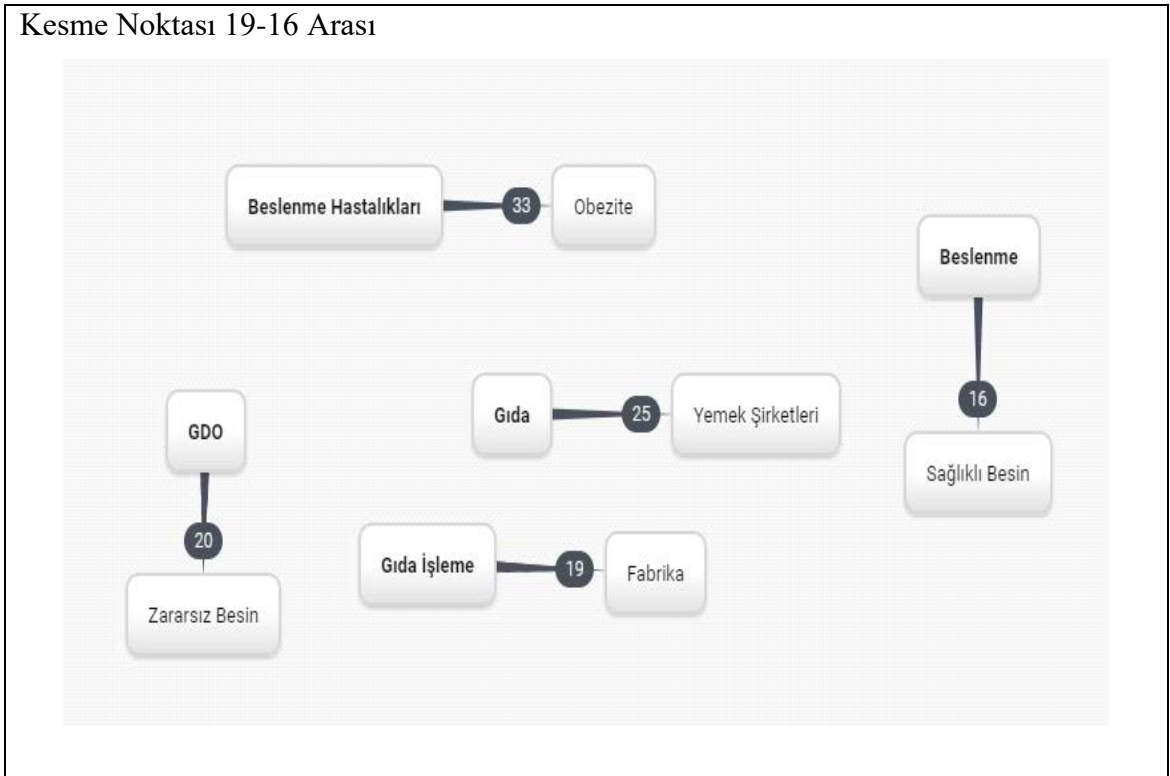 Kesme Noktası 19-16 Arası
Beslenme Hastalıkları
33
Obezite
Beslenme
16
Sağlıklı Besin
Gıda
25
Yemek Şirketleri
GDO
20
Zararsız Besin
Gıda İşleme
19
Fabrika